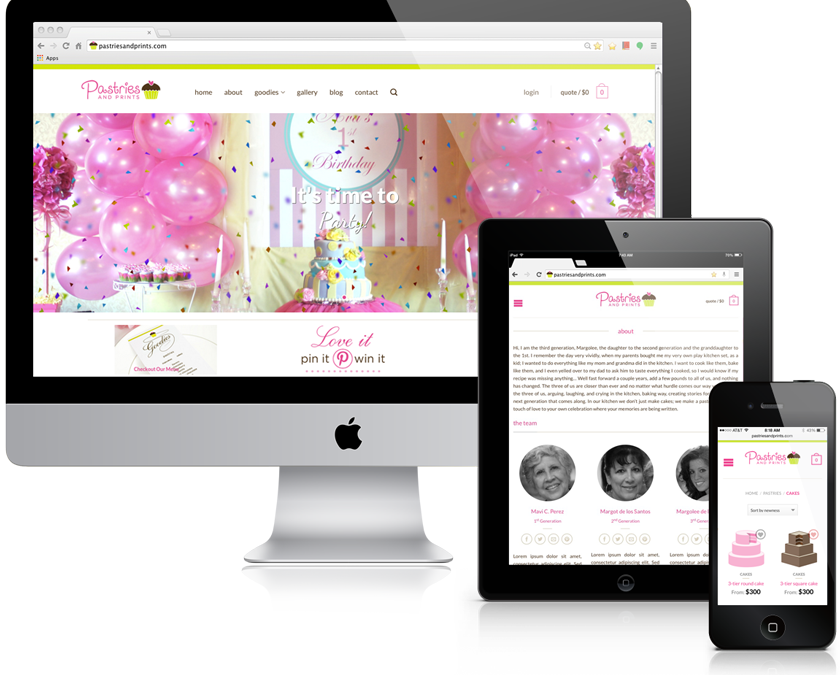 pastriesandprints.com
Apps
Pastries
AND PRINTS
home about goodies gallery blog contact
login quote / $0 0
1st
Birthday
It's time to
Party!
Goodies
Checkout Our Menu
Love it
pin it P win it
iPad 7:40 AM 70%
pastriesandprints.com
Pastries
AND PRINTS
quote / $0
about
Hi, I am the third generation, Margolee, the daughter to the second generation and the granddaughter to
the 1st. I remember the day very vividly, when my parents bought me my very own play kitchen set, as a
kid; I wanted to do everything like my mom and grandma did in the kitchen. I want to cook like them, bake
like them, and I even yelled over to my dad to ask him to taste everything I cooked, so I would know if my
recipe was missing anything... Well fast forward a couple years, add a few pounds to all of us, and nothing
has changed. The three of us are closer than ever and no matter what hurdle comes our way
the three of us, arguing, laughing, and crying in the kitchen, baking away, creating stories for
next generation that comes along. In our kitchen we don't just make cakes; we make a
touch of love to your own celebration where your memories are being written.
the team
Mavi C. Perez Margot de los Santos Margolee de
1st Generation 2nd Generation 3rd
Lorem ipsum dolor sit amet, Lorem ipsum dolor sit amet, Lorem ipsum
consectetur adipiscing elit. consectetur adipiscing elit. consectetur
AT&T 8:18 AM 45%
pastriesandprints.com
Pastries
AND PRINTS
0
HOME / PASTRIES / CAKES
Sort by newness
CAKES CAKES
3-tier round cake 3-tier square cake
From: $300 From: $300